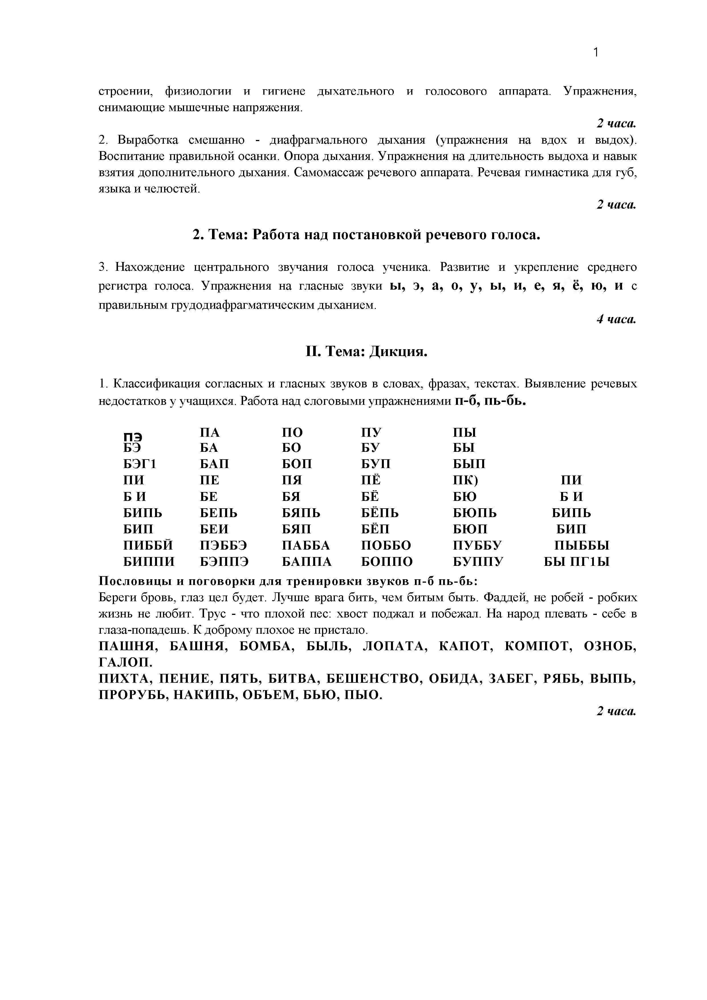 1
строении, физиологии и гигиене дыхательного и голосового аппарата. Упражнения,
снимающие мышечные напряжения.
2 часа.
2. Выработка смешанно - диафрагмального дыхания (упражнения на вдох и выдох).
Воспитание правильной осанки. Опора дыхания. Упражнения на длительность выдоха и навык
взятия дополнительного дыхания. Самомассаж речевого аппарата. Речевая гимнастика для губ,
языка и челюстей.
2 часа.
2. Тема: Работа над постановкой речевого голоса.
3. Нахождение центрального звучания голоса ученика. Развитие и укрепление среднего
регистра голоса. Упражнения на гласные звуки ы, э, а, о, у, ы, и, е, я, ё, ю, и с
правильным грудодиафрагматическим дыханием.
4 часа.
II. Тема: Дикция.
1. Классификация согласных и гласных звуков в словах, фразах, текстах. Выявление речевых
недостатков у учащихся. Работа над слоговыми упражнениями п-б, пь-бь.
ПЭ ПА ПО ПУ ПЫ
БЭ БА БО БУ БЫ
БЭГ1 БАП БОП БУП БЫП
ПИ ПЕ ПЯ ПЁ ПК) ПИ
Б И БЕ БЯ БЁ БЮ Б И
БИПЬ БЕПЬ БЯПЬ БЁПЬ БЮПЬ БИПЬ
БИП БЕИ БЯП БЁП БЮП БИП
ПИББЙ ПЭББЭ ПАББА ПОББО ПУББУ ПЫББЫ
БИППИ БЭППЭ БАППА БОППО БУППУ БЫ ПГ1Ы
Пословицы и поговорки для тренировки звуков п-б пь-бь:
Береги бровь, глаз цел будет. Лучше врага бить, чем битым быть. Фаддей, не робей - робких
жизнь не любит. Трус - что плохой пес: хвост поджал и побежал. На народ плевать - себе в
глаза-попадешь. К доброму плохое не пристало.
ПАШНЯ, БАШНЯ, БОМБА, БЫЛЬ, ЛОПАТА, КАПОТ, КОМПОТ, ОЗНОБ,
ГАЛОП.
ПИХТА, ПЕНИЕ, ПЯТЬ, БИТВА, БЕШЕНСТВО, ОБИДА, ЗАБЕГ, РЯБЬ, ВЫПЬ,
ПРОРУБЬ, НАКИПЬ, ОБЪЕМ, БЬЮ, ПЫО.
2 часа.